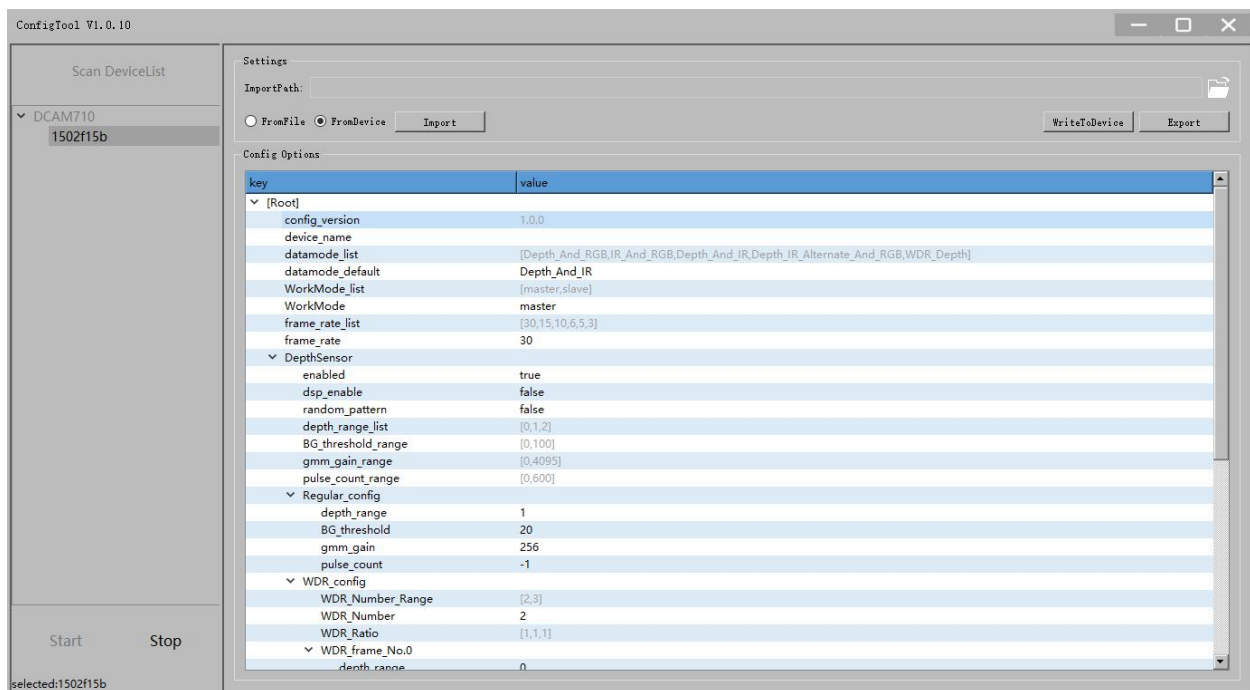 ConfigTool V1.0.10
Scan DeviceList
DCAM710
1502f15b
Start Stop
selected:1502f15b
Settings
ImportPath:
FromFile FromDevice Import WriteToDevice Export
Config Options
key value
[Root]
config_version 1.0.0
device_name
datamode_list [Depth_And_RGB,IR_And_RGB,Depth_And_IR,Depth_IR_Alternate_And_RGB,WDR_Depth]
datamode_default Depth_And_IR
WorkMode_list [master,slave]
WorkMode master
frame_rate_list [30,15,10,6,5,3]
frame_rate 30
DepthSensor
enabled true
dsp_enable false
random_pattern false
depth_range_list [0,1,2]
BG_threshold_range [0,100]
gmm_gain_range [0,4095]
pulse_count_range [0,600]
Regular_config
depth_range 1
BG_threshold 20
gmm_gain 256
pulse_count -1
WDR_config
WDR_Number_Range [2,3]
WDR_Number 2
WDR_Ratio [1,1,1]
WDR_frame_No.0
depth_range 0